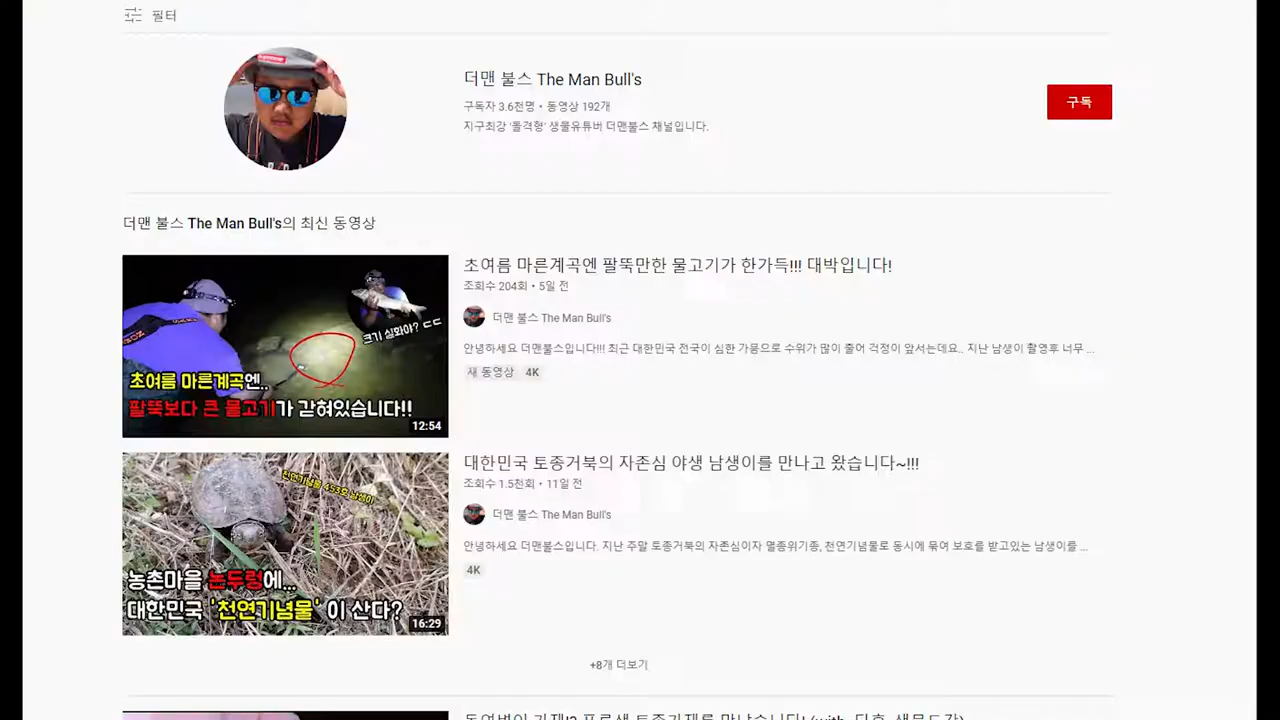 필터
더맨 불스 The Man Bull's
구독자 3.6천명 • 동영상 192개
지구최강 '돌격형' 생물유튜버 더맨불스 채널입니다.
구독
더맨 불스 The Man Bull's의 최신 동영상
크기 실화야? ㄷㄷ
초여름 마른계곡엔..
팔뚝보다 큰 물고기가 갇혀있습니다!!
12:54
초여름 마른계곡엔 팔뚝만한 물고기가 한가득!!! 대박입니다!
조회수 204회 • 5일 전
더맨 불스 The Man Bull's
안녕하세요 더맨불스입니다!!! 최근 대한민국 전국이 심한 가뭄으로 수위가 많이 줄어 걱정이 앞서는데요.. 지난 남생이 촬영후 너무 ...
새 동영상 4K
천연기념물 453호 남생이
농촌마을 논두렁에...
대한민국 '천연기념물' 이 산다?
16:29
대한민국 토종거북의 자존심 야생 남생이를 만나고 왔습니다~!!!
조회수 1.5천회 • 11일 전
더맨 불스 The Man Bull's
안녕하세요 더맨불스입니다. 지난 주말 토종거북의 자존심이자 멸종위기종, 천연기념물로 동시에 묶여 보호를 받고있는 남생이를 ...
4K
+8개 더보기